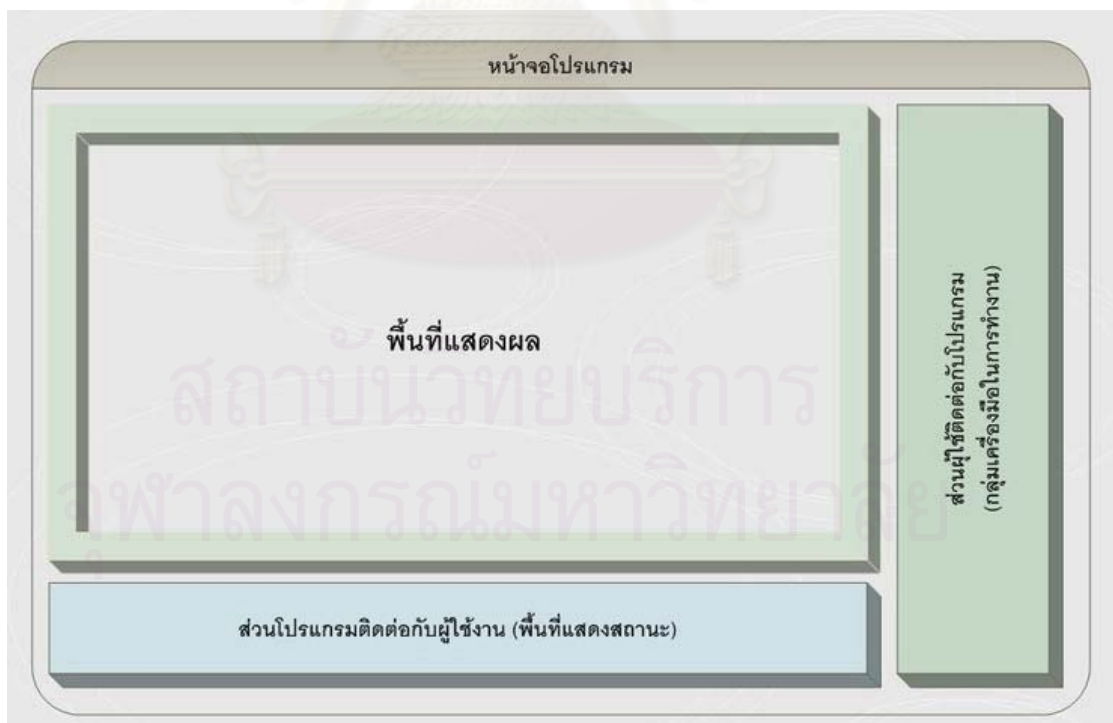 หน้าจอโปรแกรม
พื้นที่แสดงผล
สถาบันวิทยบริการ
จุฬาลงกรณ์มหาวิทยาลัย
ส่วนผู้ใช้ติดต่อกับโปรแกรม
(กลุ่มเครื่องมือในการทำงาน)
ส่วนโปรแกรมติดต่อกับผู้ใช้งาน (พื้นที่แสดงสถานะ)